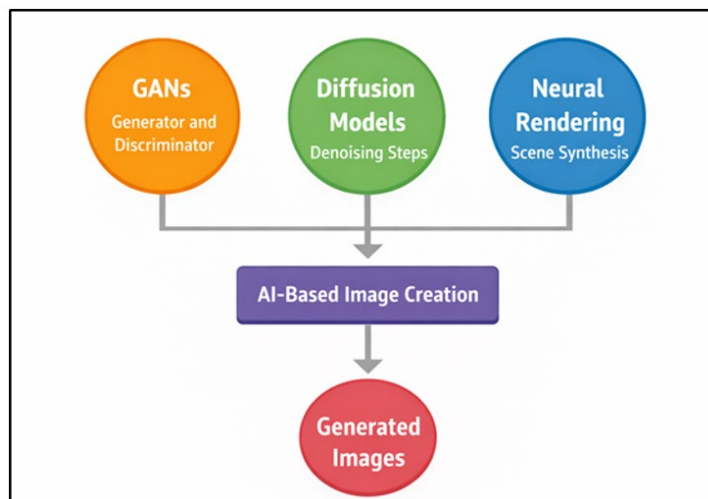 GANs
Generator and
Discriminator
Diffusion
Models
Denoising Steps
Neural
Rendering
Scene Synthesis
AI-Based Image Creation
Generated
Images